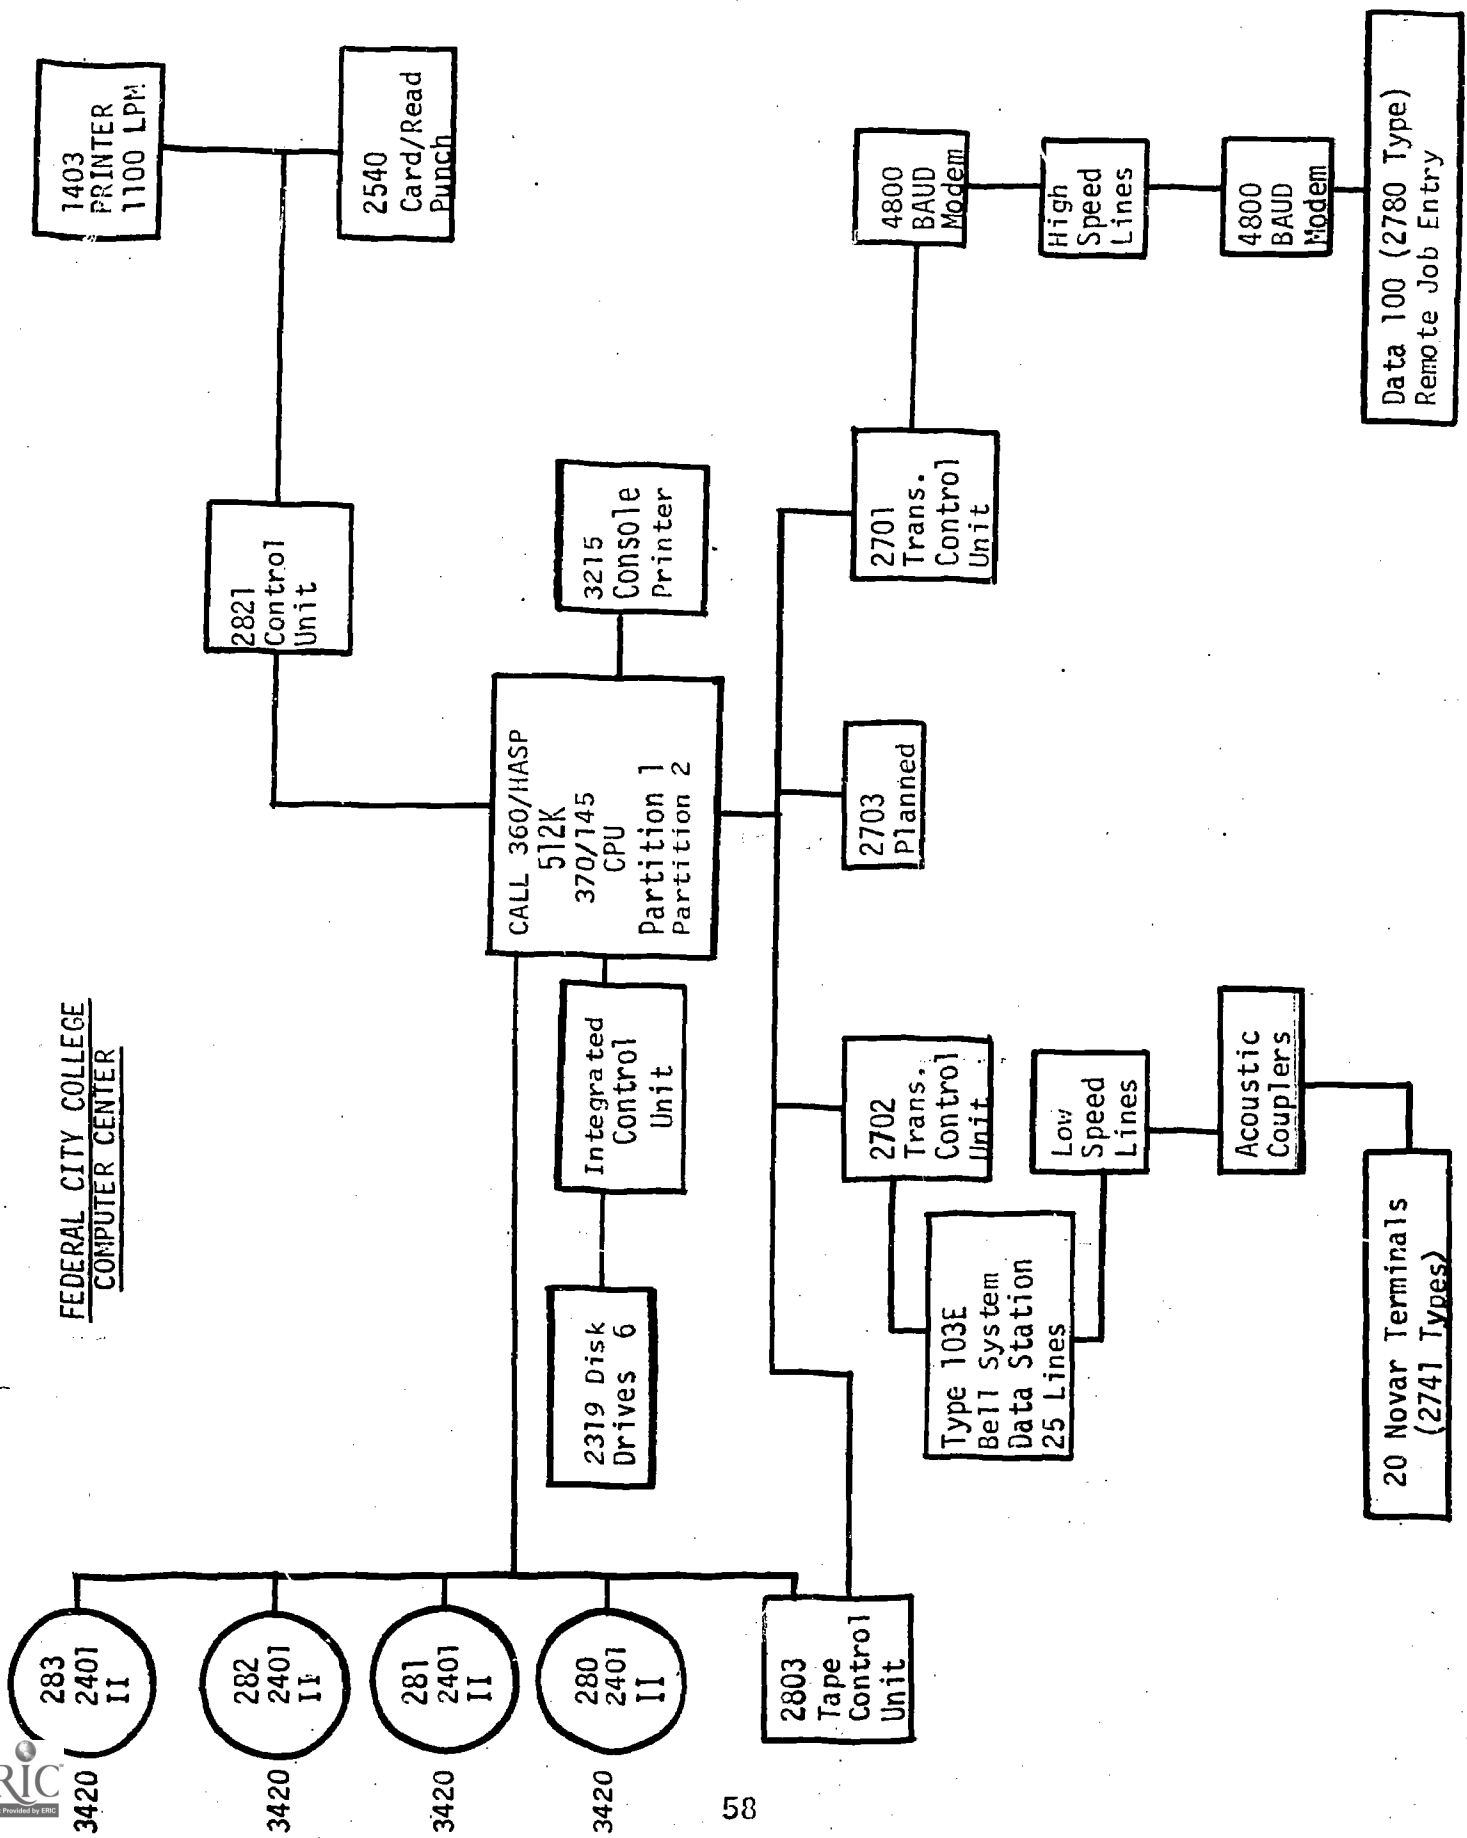 FEDERAL CITY COLLEGE
COMPUTER CENTER
3420
283
2401
II
3420
282
2401
II
3420
281
2401
II
3420
280
2401
II
2803
Tape
Control
Unit
2319 Disk
Drives 6
Integrated
Control
Unit
CALL 360/HASP
512K
370/145
CPU
Partition 1
Partition 2
3215
Console
Printer
2821
Control
Unit
1403
PRINTER
1100 LPM
2540
Card/Read
Punch
2702
Trans.
Control
Unit
Type 103E
Bell System
Data Station
25 Lines
Low
Speed
Lines
Acoustic
Couplers
20 Novar Terminals
(2741 Types)
2703
Planned
2701
Trans.
Control
Unit
4800
BAUD
Modem
High
Speed
Lines
4800
BAUD
Modem
Data 100 (2780 Type)
Remote Job Entry
58
ERIC
Provided by ERIC